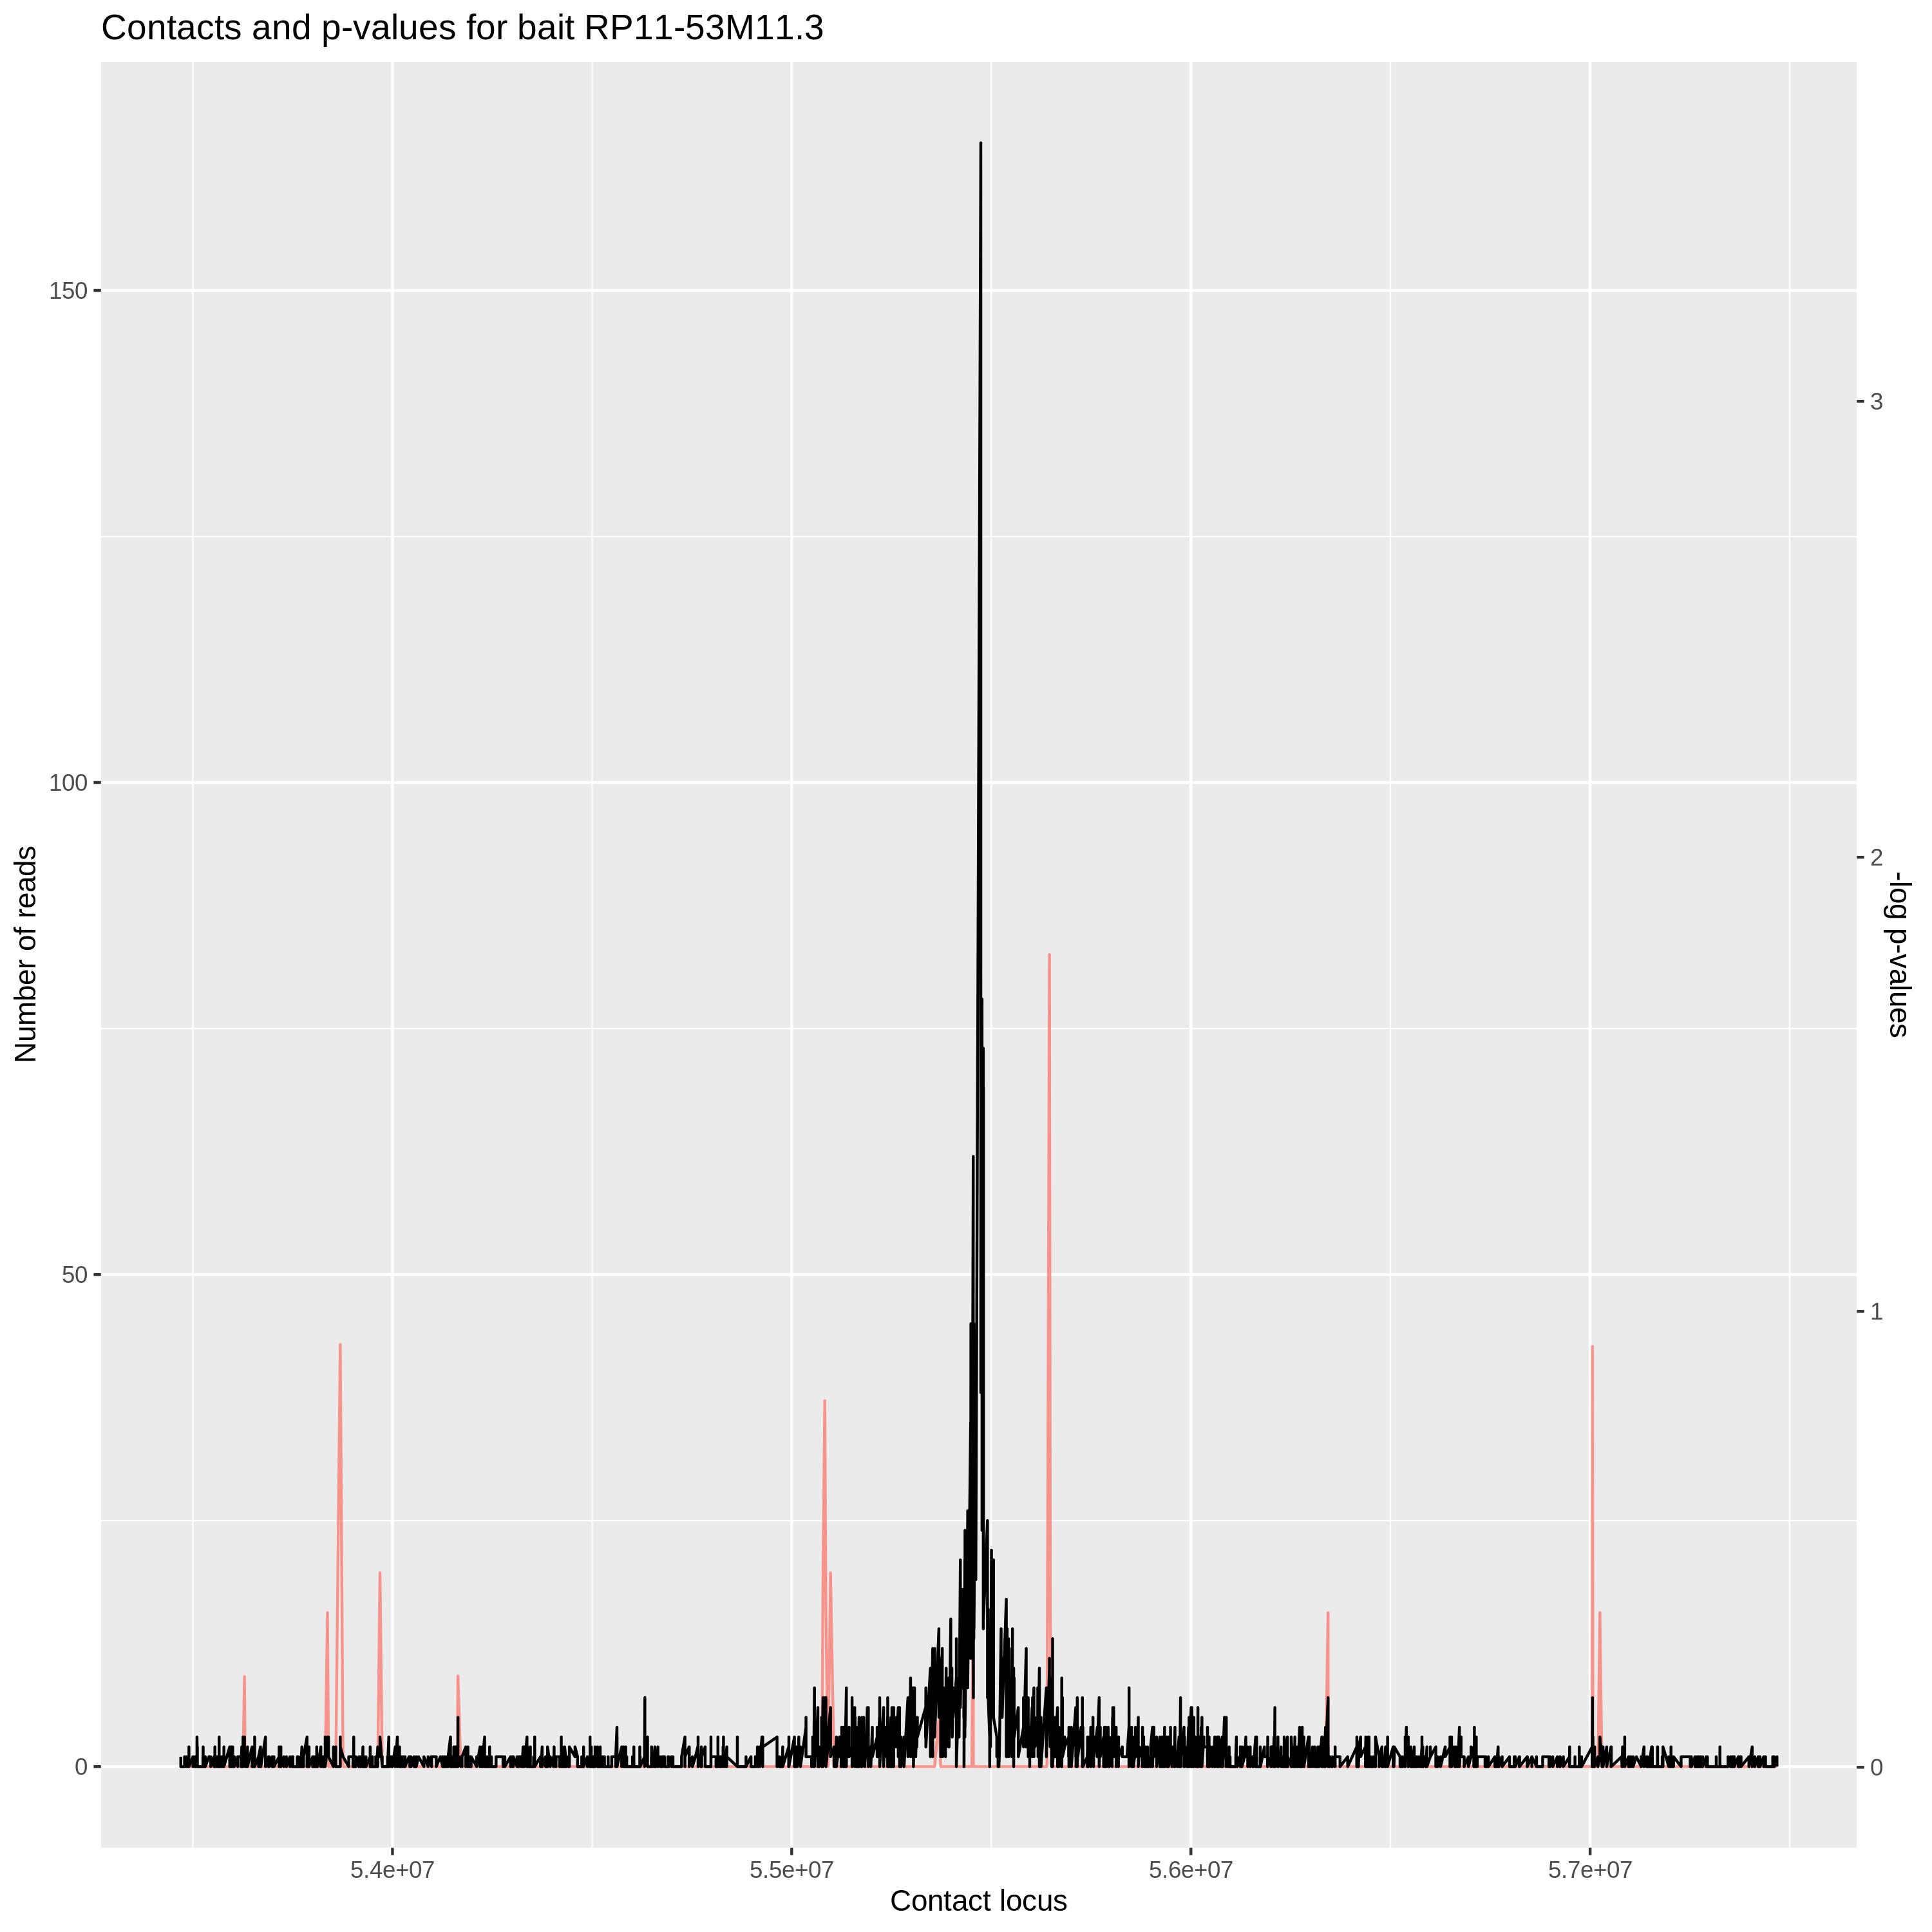 Contacts and p-values for bait RP11-53M11.3
150
100
50
0
Number of reads
3
2
1
0
-log p-values
5.4e+07
5.5e+07
5.6e+07
5.7e+07
Contact locus